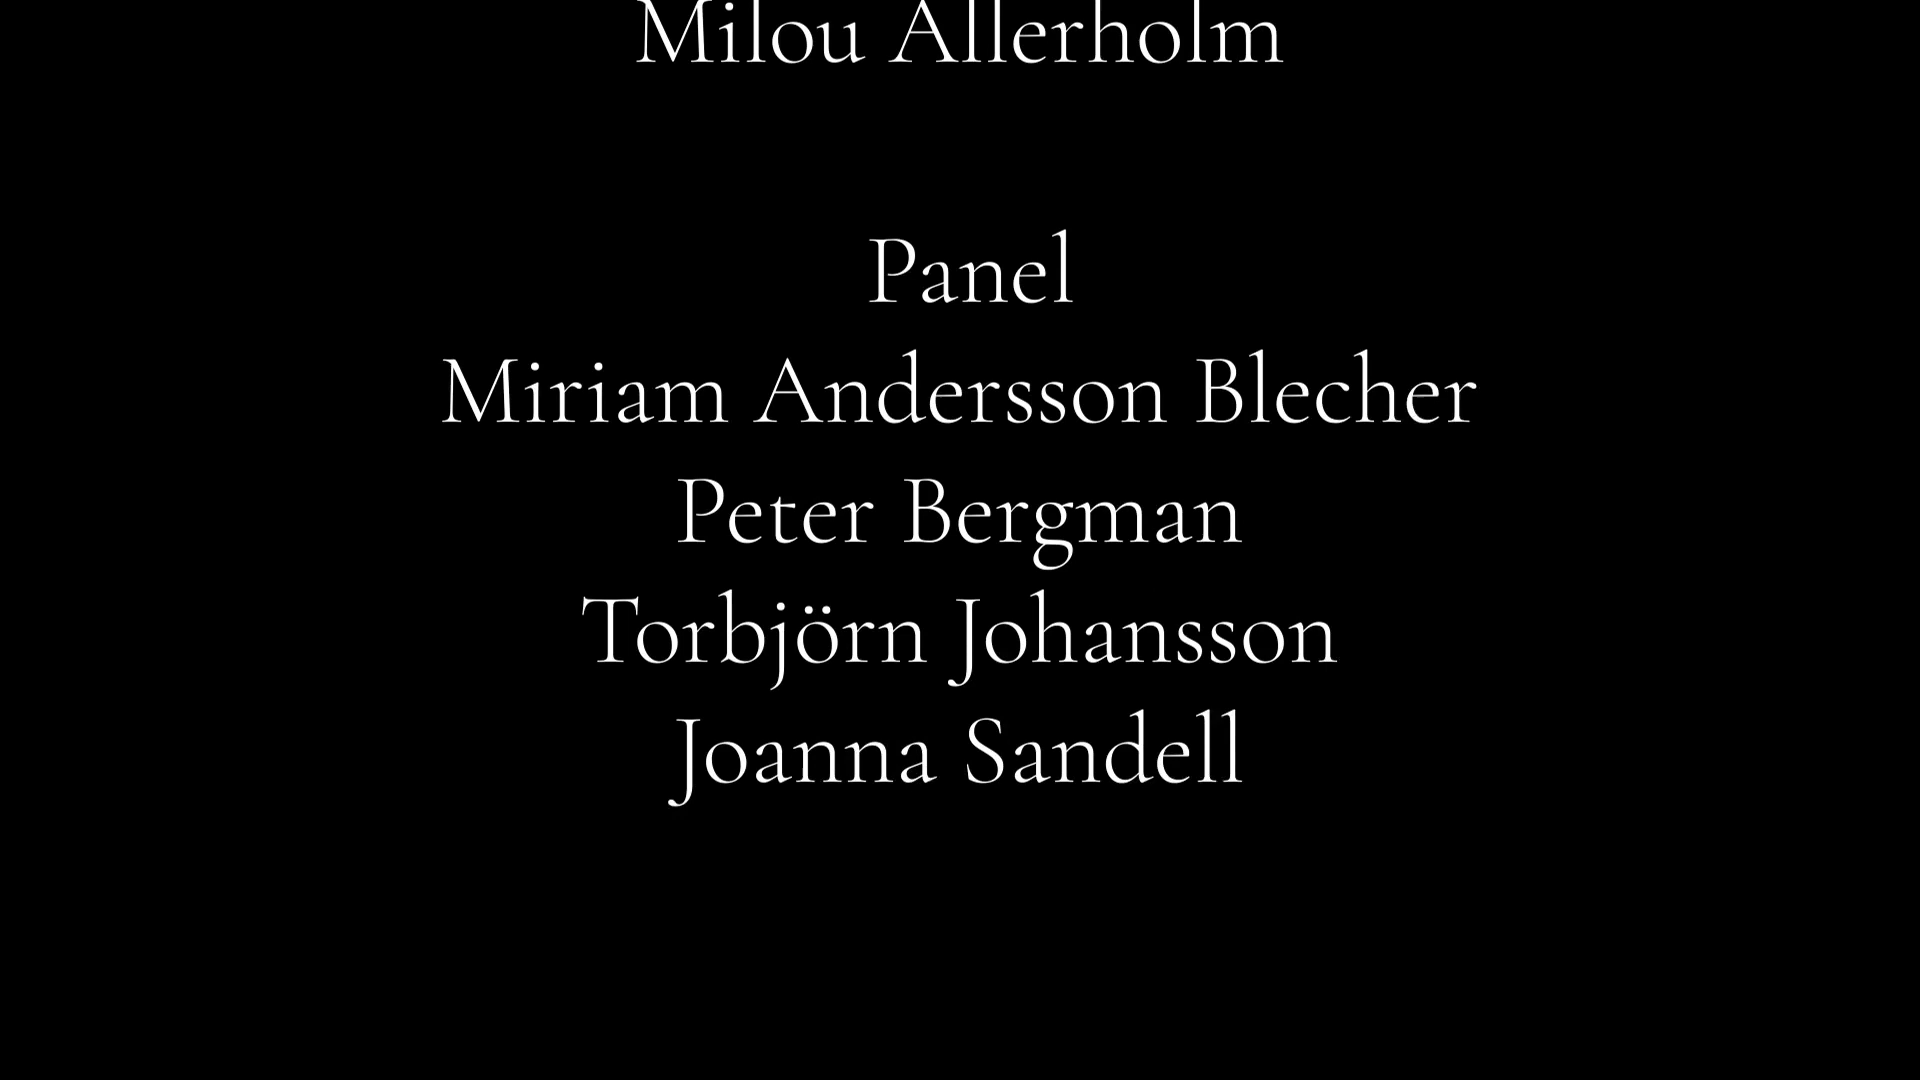 Milou Allerholm
Panel
Miriam Andersson Blecher
Peter Bergman
Torbjörn Johansson
Joanna Sandell